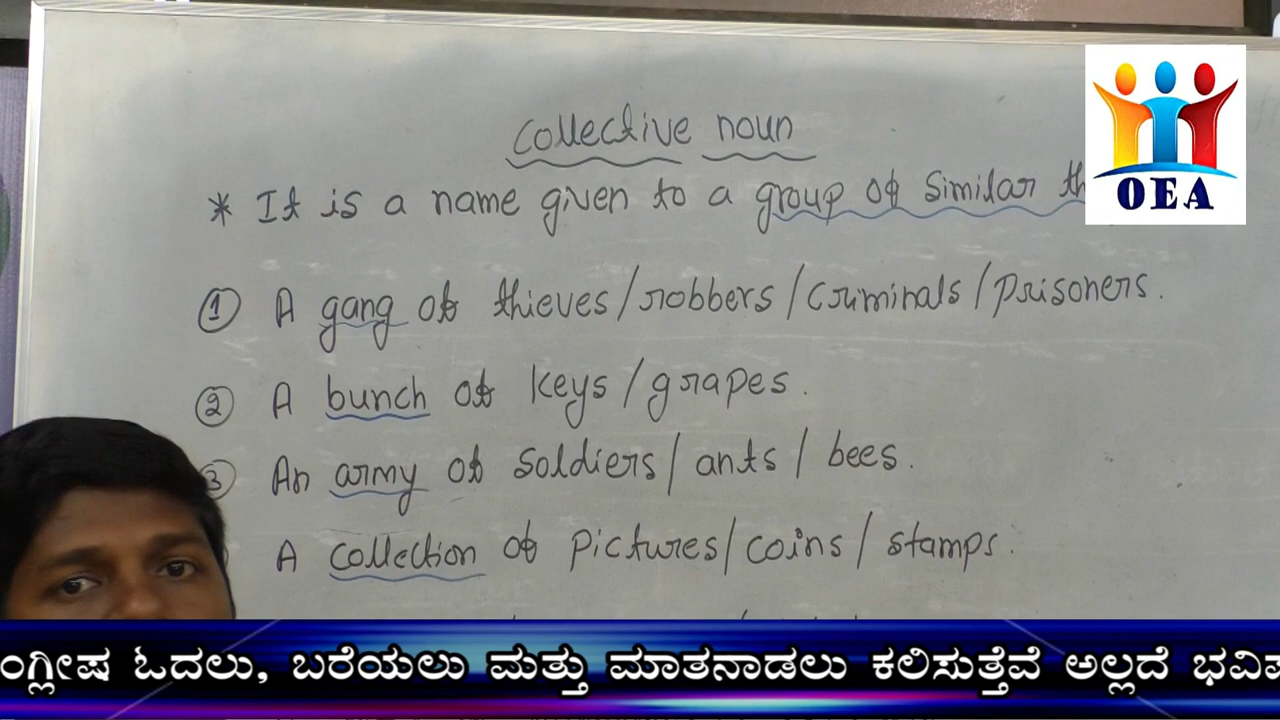 Collective noun
* It is a name given to a group of similar
① A gang of thieves/robbers/criminals/prisoners.
② A bunch of keys/grapes.
3 An army of soldiers/ants/bees.
A collection of pictures/coins/stamps.
OEA
ಂಗ್ಲೀಷ ಓದಲು, ಬರೆಯಲು ಮತ್ತು ಮಾತನಾಡಲು ಕಲಿಸುತ್ತೆವೆ ಅಲ್ಲದೆ